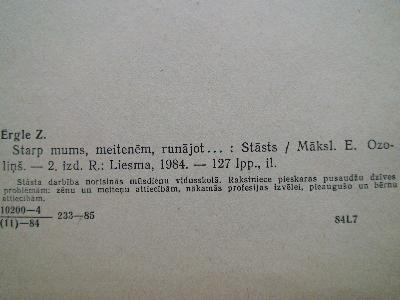 Ērgle Z.
Starp mums, meitenēm, runājot... : Stāsts / Māksl. E. Ozo-
liņš. — 2. izd. R.: Liesma, 1984. — 127 lpp., il.
Stāsta darbība norisinās mūsdienu vidusskolā. Rakstniece pieskaras pusaudžu dzīves
problēmām: zēnu un meiteņu attiecībām, nākamās profesijas izvēlei, pieaugušo un bērnu
attiecībām.
10200—4
(11)—84
233—85
84L7